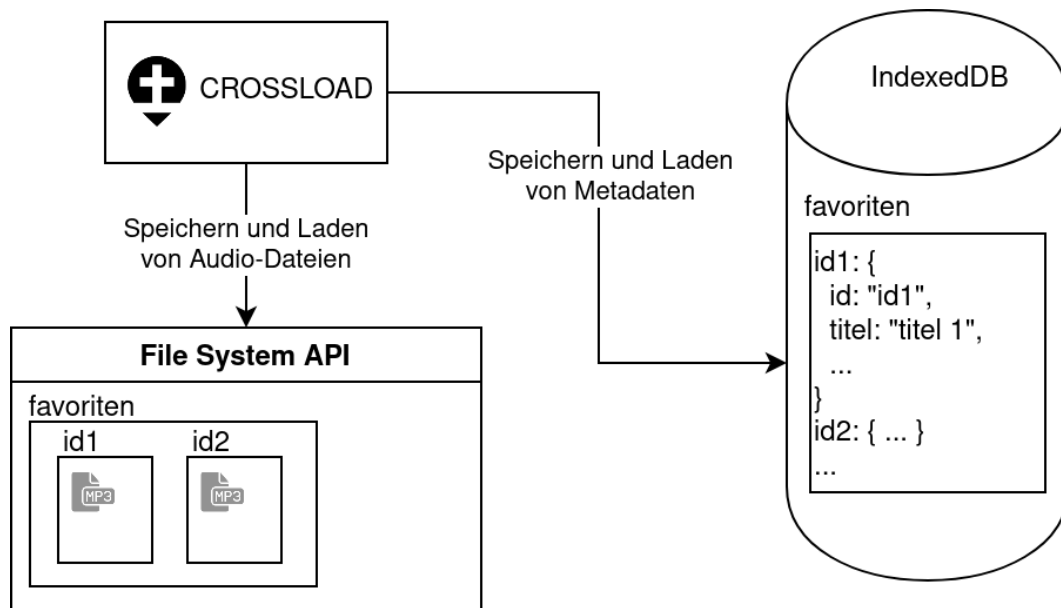 CROSSLOAD
IndexedDB
Speichern und Laden
von Metadaten
Speichern und Laden
von Audio-Dateien
favoriten
id1: {
id: "id1",
titel: "titel 1",
...
}
id2: { ... }
...
File System API
favoriten
id1
id2
MP3
MP3